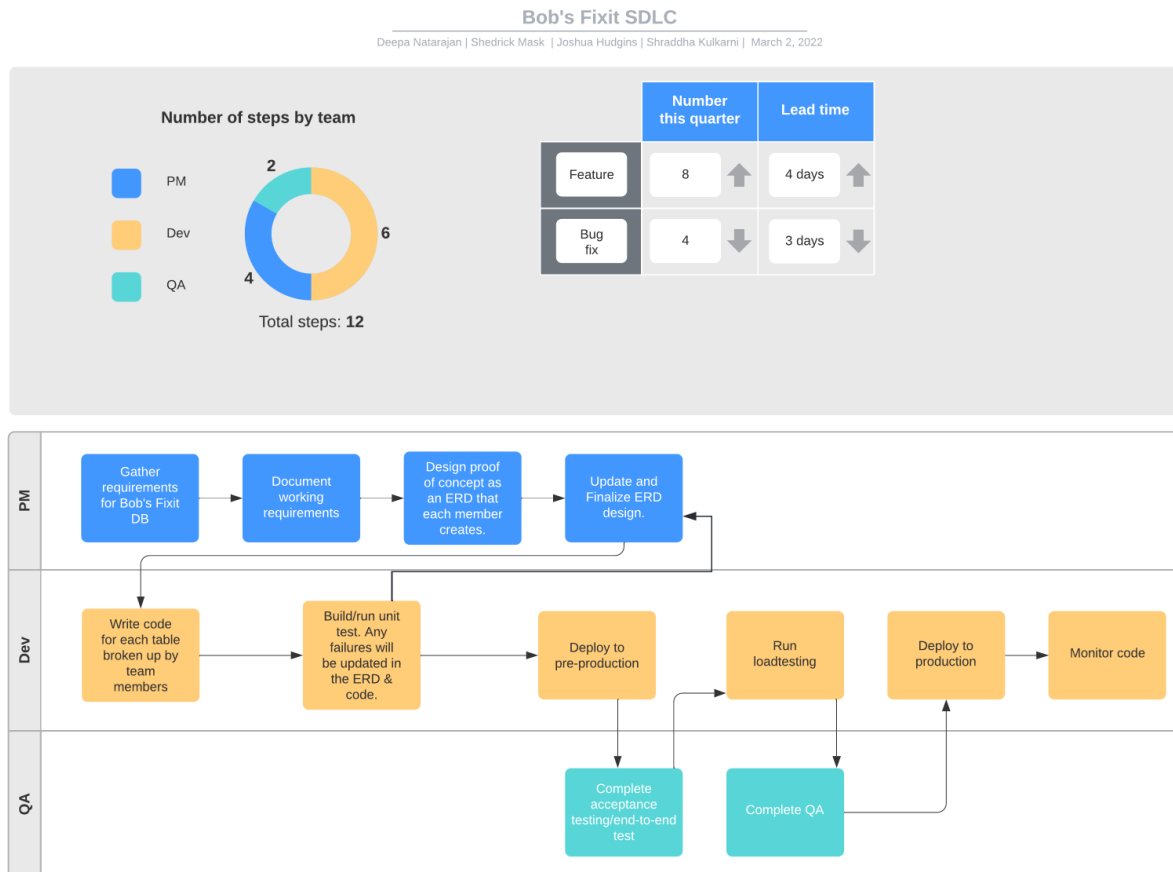 Bob's Fixit SDLC
Deepa Natarajan | Shedrick Mask | Joshua Hudgins | Shraddha Kulkarni | March 2, 2022
Number of steps by team
PM
Dev
QA
2
6
4
Total steps: 12
Number
this quarter
Lead time
Feature
8
4 days
Bug
fix
4
3 days
PM
Gather
requirements
for Bob's Fixit
DB
Document
working
requirements
Design proof
of concept as
an ERD that
each member
creates.
Update and
Finalize ERD
design.
Dev
Write code
for each table
broken up by
team
members
Build/run unit
test. Any
failures will
be updated in
the ERD &
code.
Deploy to
pre-production
Run
loadtesting
Deploy to
production
Monitor code
QA
Complete
acceptance
testing/end-to-end
test
Complete QA